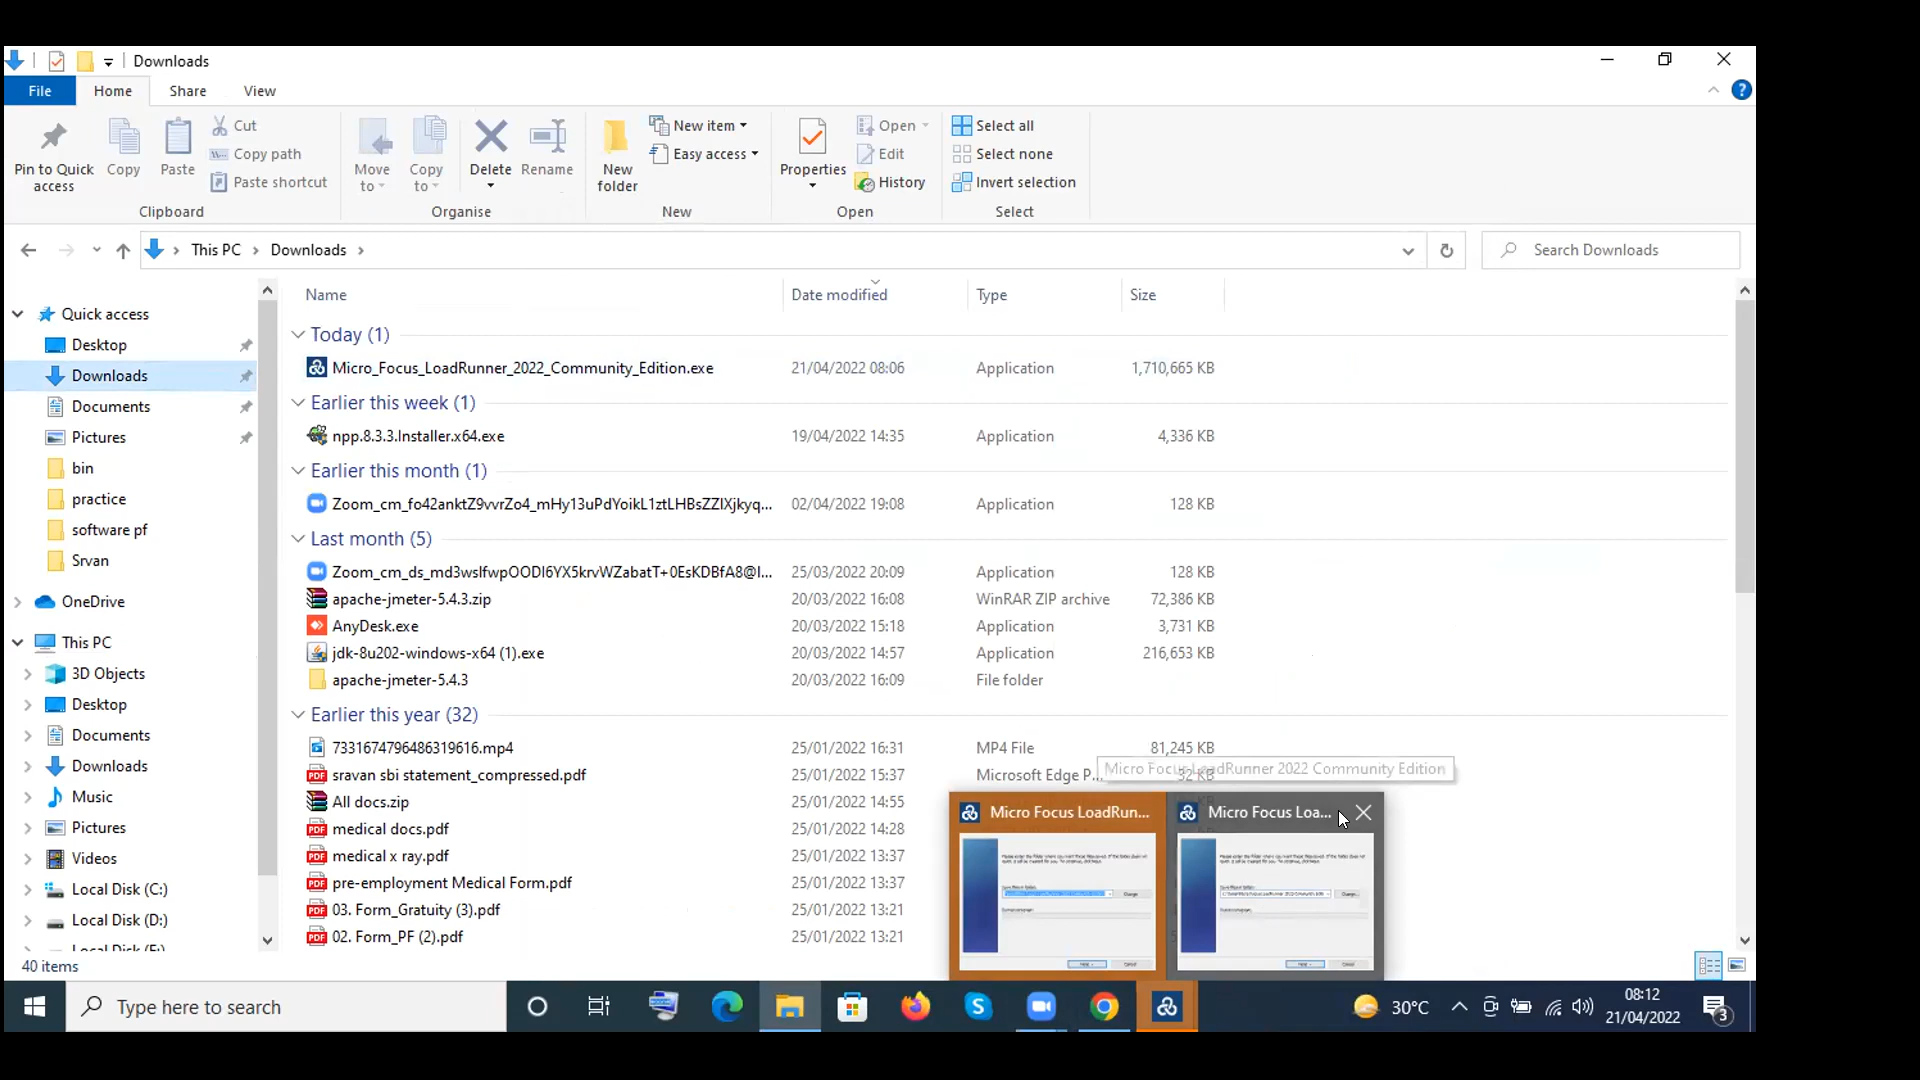 Downloads
File Home Share View
Pin to Quick access
Copy
Paste
Cut
Copy path
Paste shortcut
Clipboard
Move to
Copy to
Delete
Rename
Organise
New folder
New item
Easy access
New
Properties
Open
Edit
History
Open
Select all
Select none
Invert selection
Select
This PC > Downloads >
Search Downloads
Quick access
Desktop
Downloads
Documents
Pictures
bin
practice
software pf
Srvan
OneDrive
This PC
3D Objects
Desktop
Documents
Downloads
Music
Pictures
Videos
Local Disk (C:)
Local Disk (D:)
Name Date modified Type Size
Today (1)
Micro_Focus_LoadRunner_2022_Community_Edition.exe 21/04/2022 08:06 Application 1,710,665 KB
Earlier this week (1)
npp.8.3.3.Installer.x64.exe 19/04/2022 14:35 Application 4,336 KB
Earlier this month (1)
02/04/2022 19:08 Application 128 KB
Last month (5)
25/03/2022 20:09 Application 128 KB
apache-jmeter-5.4.3.zip 20/03/2022 16:08 WinRAR ZIP archive 72,386 KB
AnyDesk.exe 20/03/2022 15:18 Application 3,731 KB
jdk-8u202-windows-x64 (1).exe 20/03/2022 14:57 Application 216,653 KB
apache-jmeter-5.4.3 20/03/2022 16:09 File folder
Earlier this year (32)
7331674796486319616.mp4 25/01/2022 16:31 MP4 File 81,245 KB
sravan sbi statement_compressed.pdf 25/01/2022 15:37 Microsoft Edge P...
All docs.zip 25/01/2022 14:55
medical docs.pdf 25/01/2022 14:28
medical x ray.pdf 25/01/2022 13:37
pre-employment Medical Form.pdf 25/01/2022 13:37
03. Form_Gratuity (3).pdf 25/01/2022 13:21
02. Form_PF (2).pdf 25/01/2022 13:21
Micro Focus LoadRunner 2022 Community Edition
Micro Focus LoadRun...
Micro Focus Loa...
40 items
Type here to search
30°C
08:12
21/04/2022
3